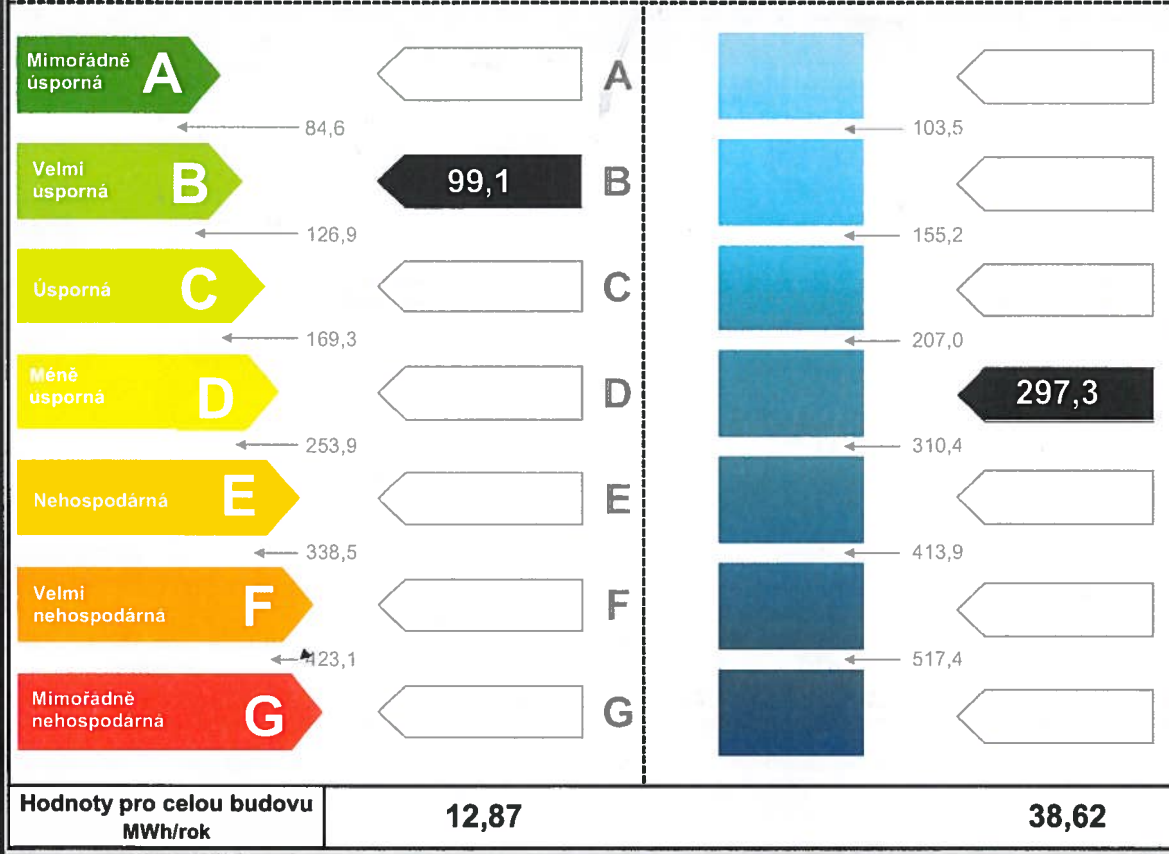 Mimořádně
úsporná A
A
84,6
103,5
Velmi
úsporná B
99,1
B
126,9
155,2
Úsporná C
C
169,3
207,0
Méně
úsporná D
D
297,3
253,9
310,4
Nehospodárná E
E
338,5
413,9
Velmi
nehospodárná F
F
423,1
517,4
Mimořádně
nehospodárná G
G
Hodnoty pro celou budovu
MWh/rok
12,87
38,62